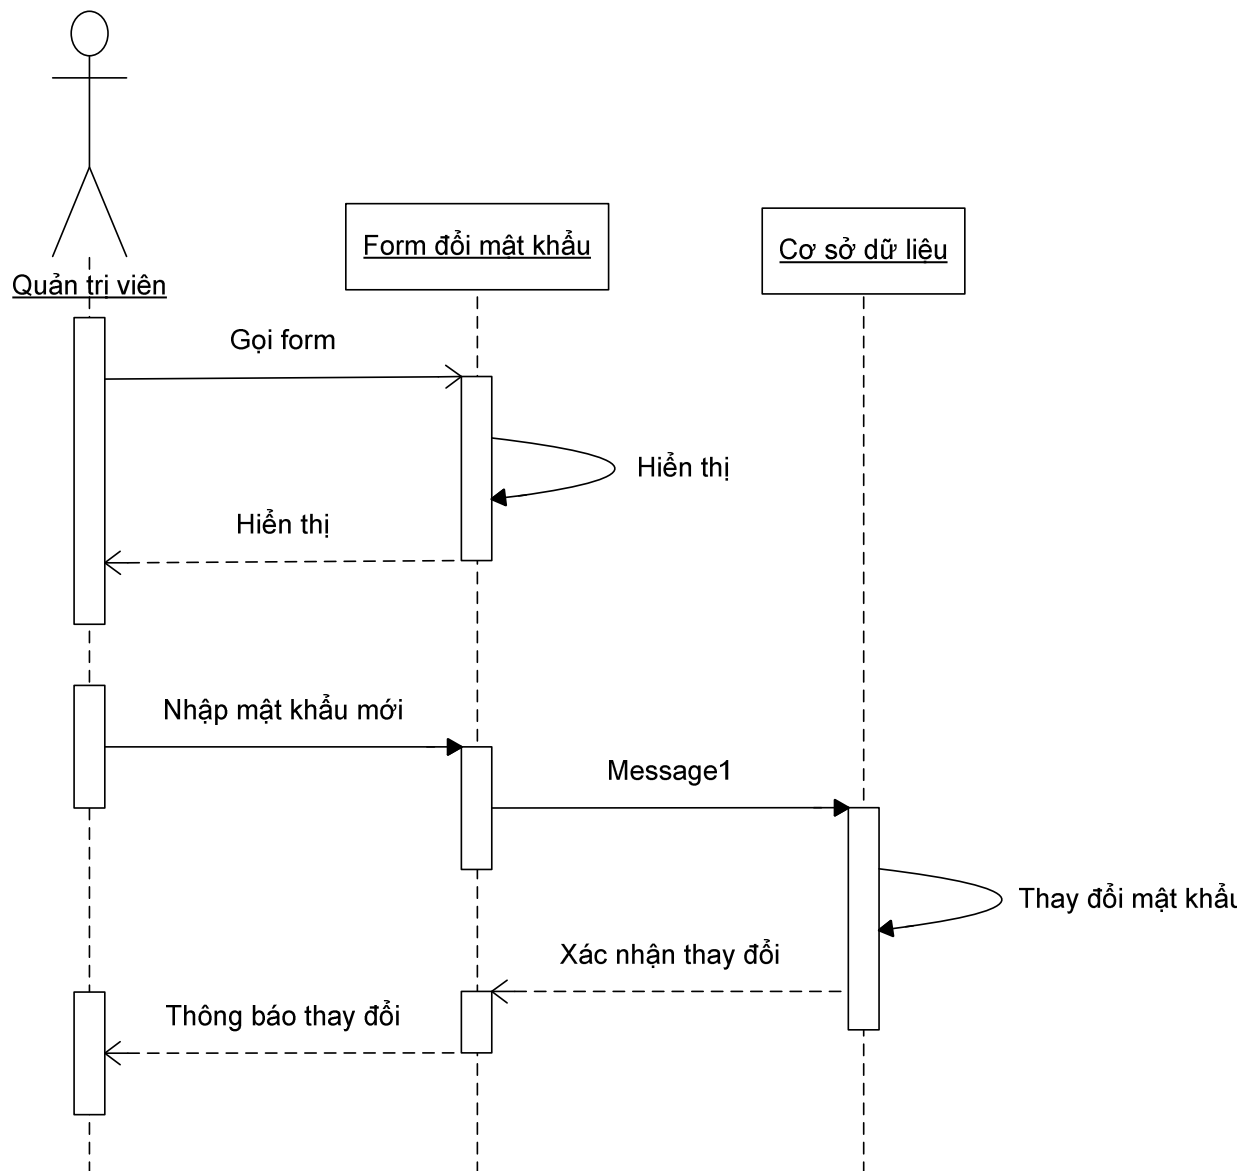 Form đổi mật khẩu
Cơ sở dữ liệu
Quản trị viên
Gọi form
Hiển thị
Hiển thị
Nhập mật khẩu mới
Message1
Thay đổi mật khẩu
Xác nhận thay đổi
Thông báo thay đổi